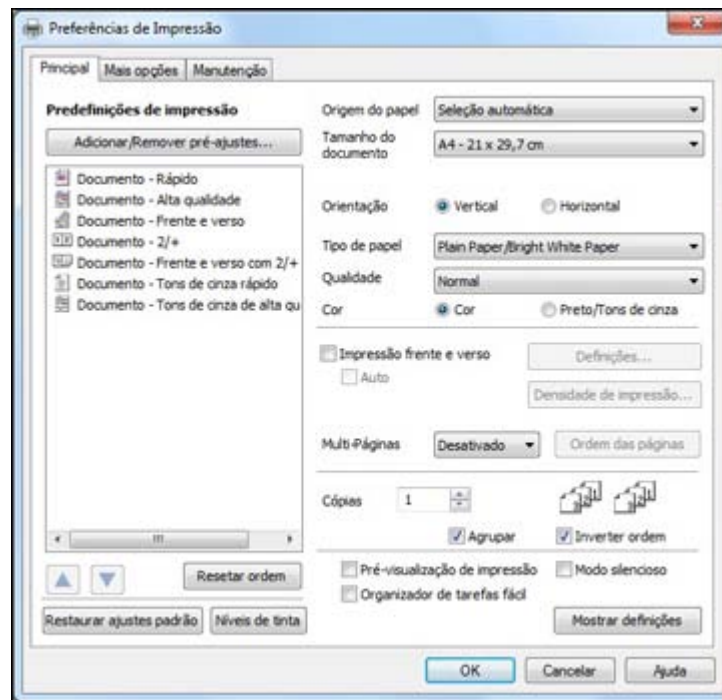 Preferências de Impressão
Principal
Mais opções
Manutenção
Predefinições de impressão
Adicionar/Remover pré-ajustes...
Documento - Rápido
Documento - Alta qualidade
Documento - Frente e verso
Documento - 2/+
Documento - Frente e verso com 2/+
Documento - Tons de cinza rápido
Documento - Tons de cinza de alta qu
Resetar ordem
Restaurar ajustes padrão
Níveis de tinta
Origem do papel
Seleção automática
Tamanho do
documento
A4 - 21 x 29,7 cm
Orientação
Vertical
Horizontal
Tipo de papel
Plain Paper/Bright White Paper
Qualidade
Normal
Cor
Cor
Preto/Tons de cinza
Impressão frente e verso
Definições...
Auto
Densidade de impressão...
Multi-Páginas
Desativado
Ordem das páginas
Cópias
1
Agrupar
Inverter ordem
Pré-visualização de impressão
Modo silencioso
Organizador de tarefas fácil
Mostrar definições
OK
Cancelar
Ajuda